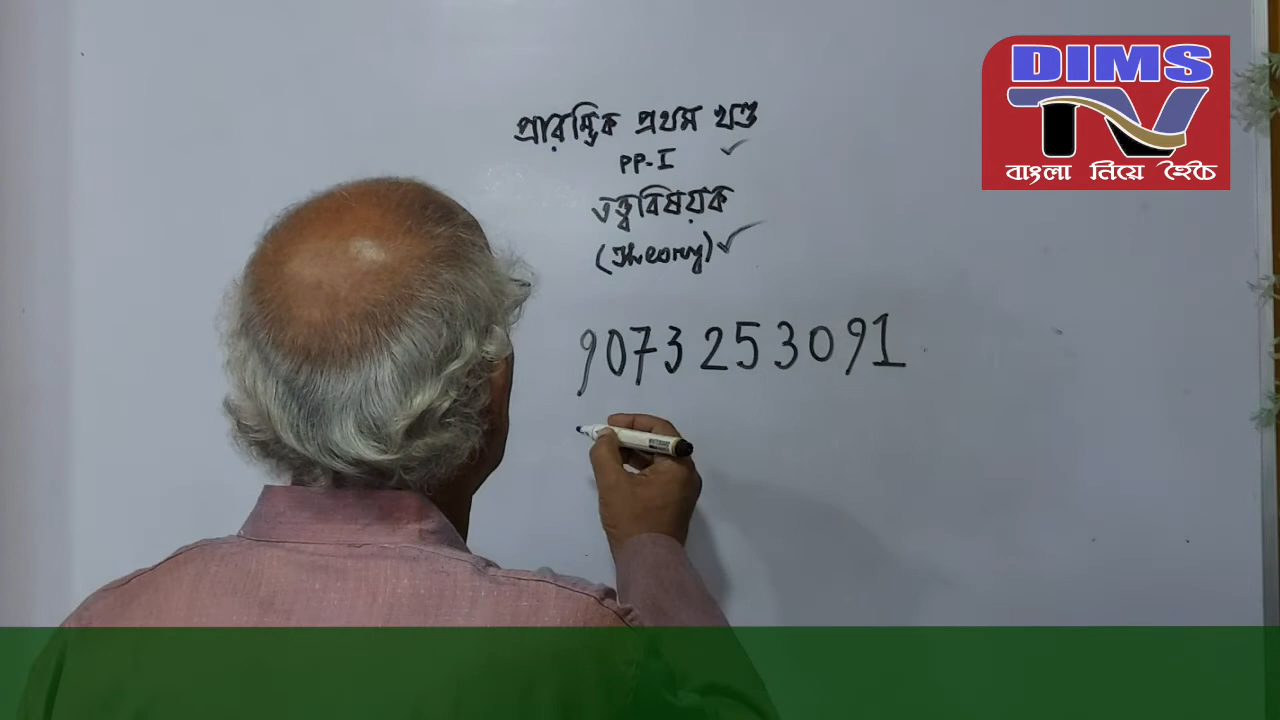 প্রারম্ভিক প্রথম খণ্ড
PP-I
তত্ত্ববিষয়ক
(Theory)
9073253091
DIMS
TV
বাংলা নিয়ে হৈচৈ